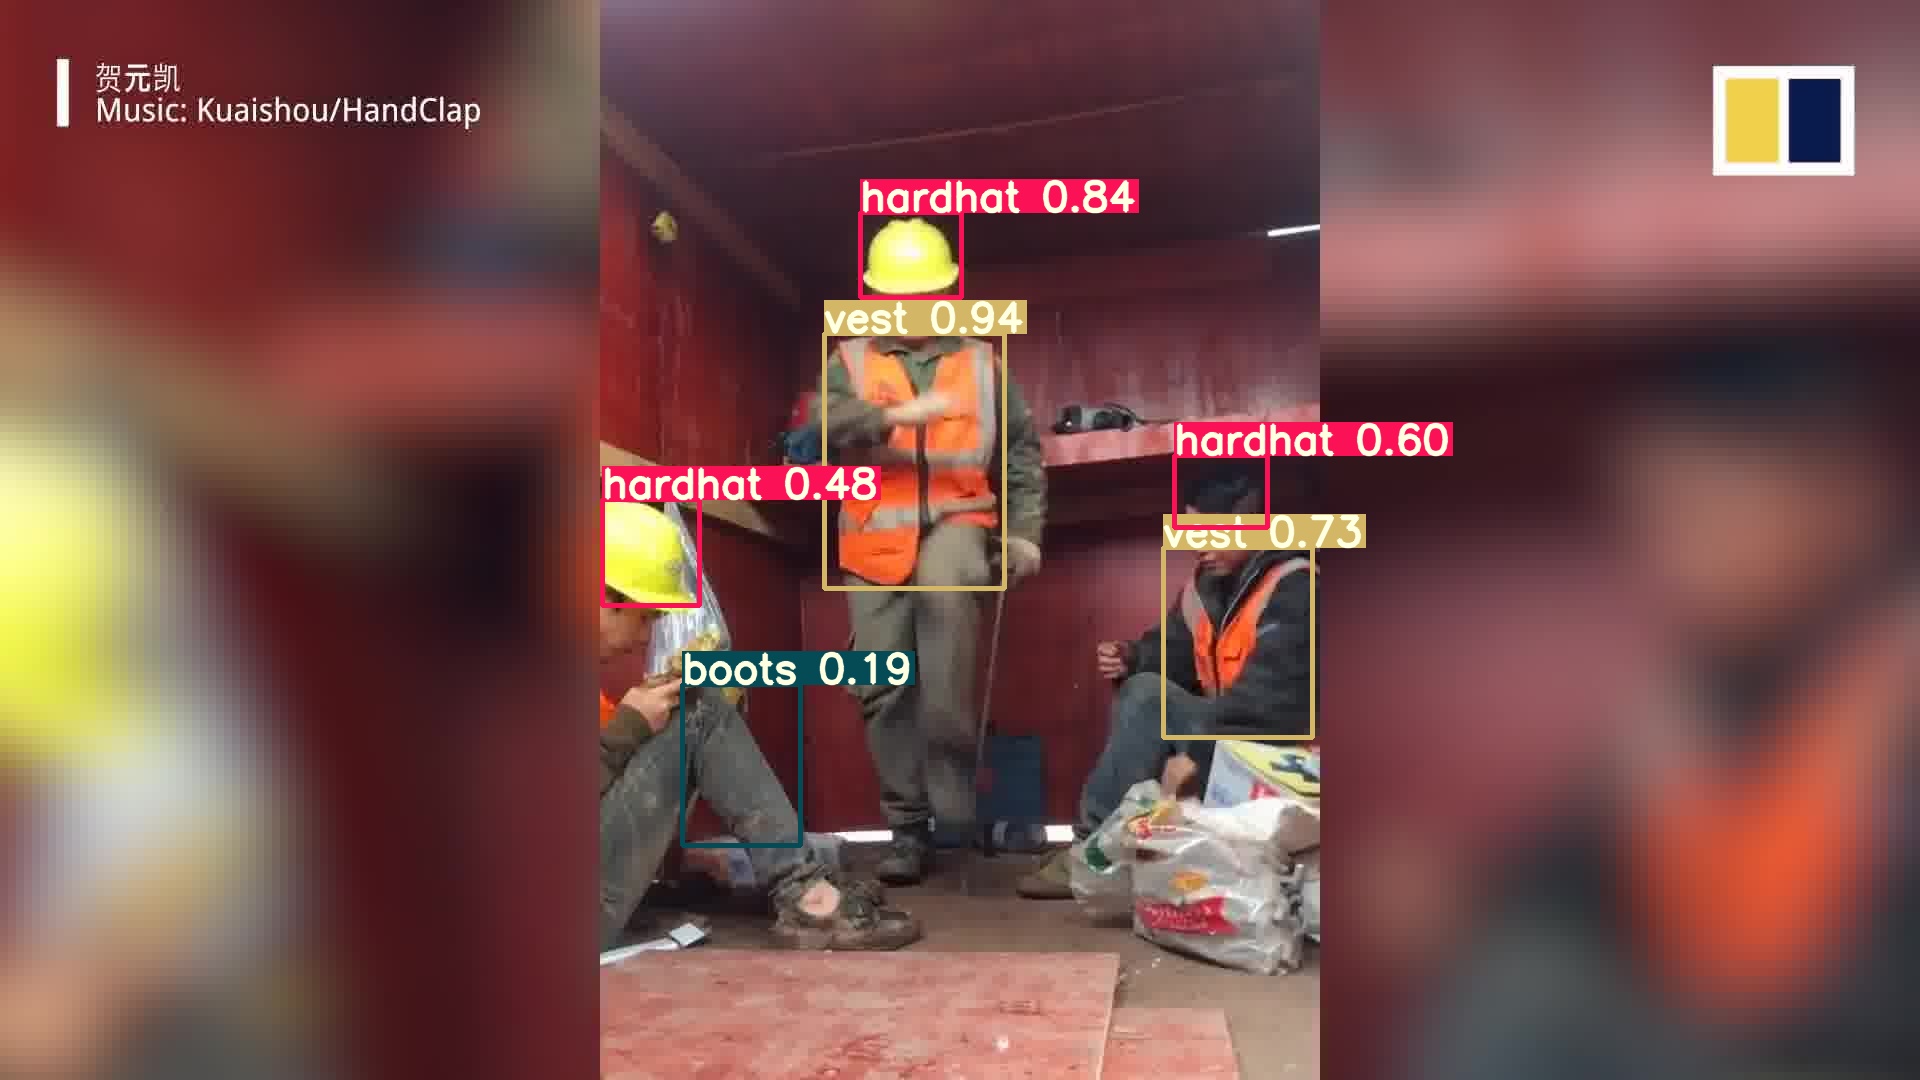 贺元凯
Music: Kuaishou/HandClap
hardhat 0.84
vest 0.94
hardhat 0.60
hardhat 0.48
vest 0.73
boots 0.19